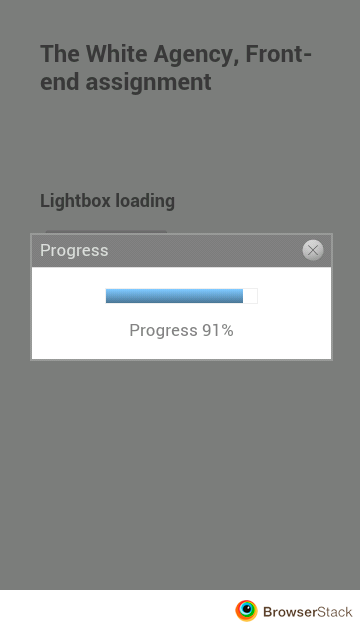 The White Agency, Front-
end assignment
Lightbox loading
Progress
Progress 91%
BrowserStack